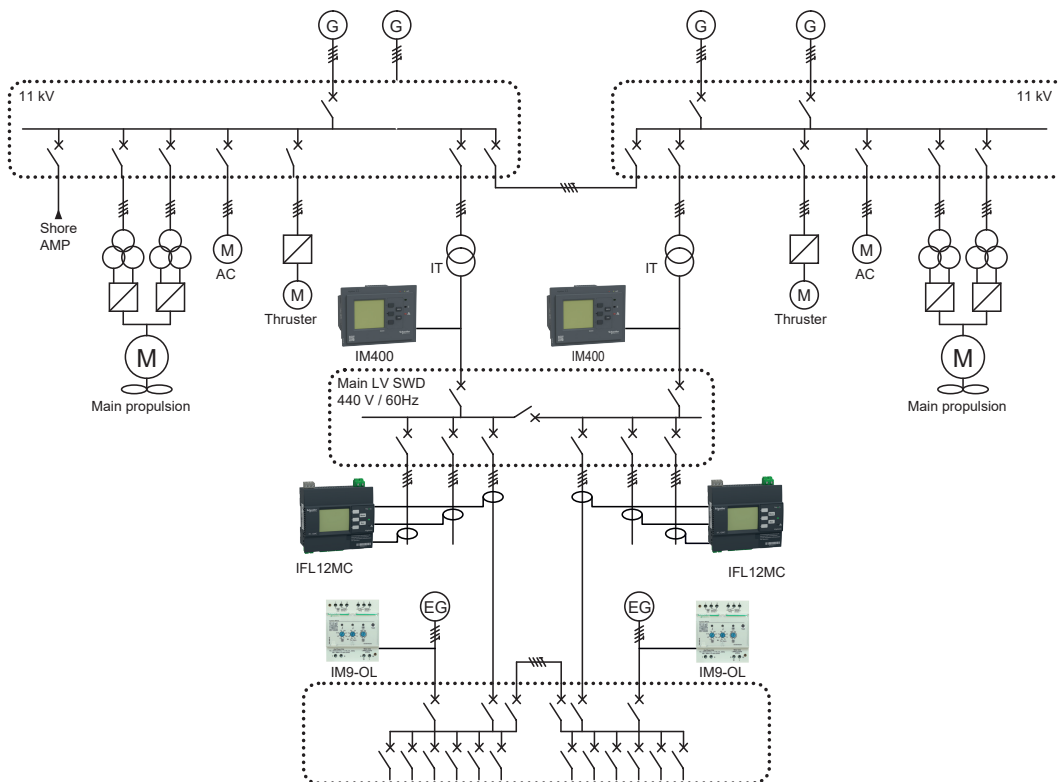 G
G
G
G
11 kV
11 kV
Shore
AMP
M
AC
IT
IT
M
AC
M
Thruster
M
Thruster
IM400
IM400
M
M
Main propulsion
Main propulsion
Main LV SWD
440 V / 60Hz
IFL12MC
IFL12MC
EG
EG
IM9-OL
IM9-OL